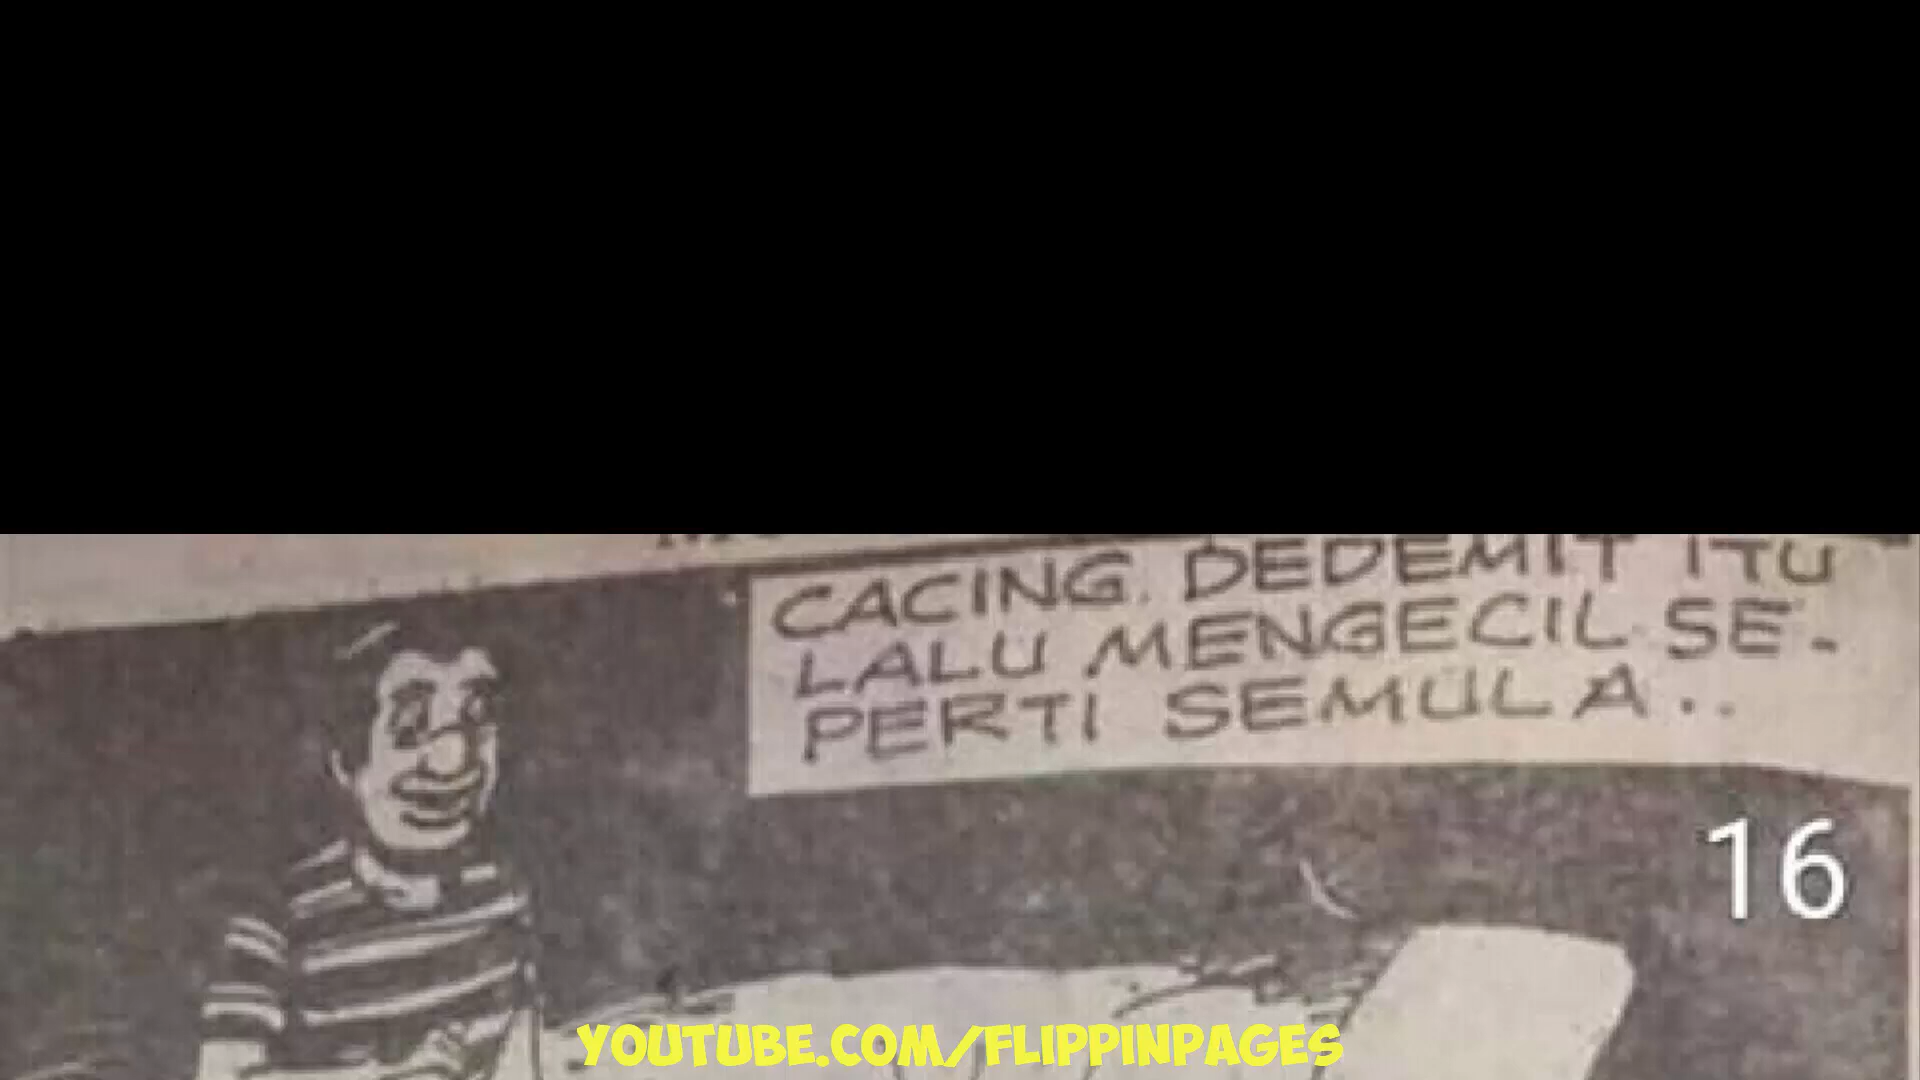 CACING. DEDEMIT ITU
LALU MENGECIL SE-
PERTI SEMULA..
16
YOUTUBE.COM/FLIPPINPAGES